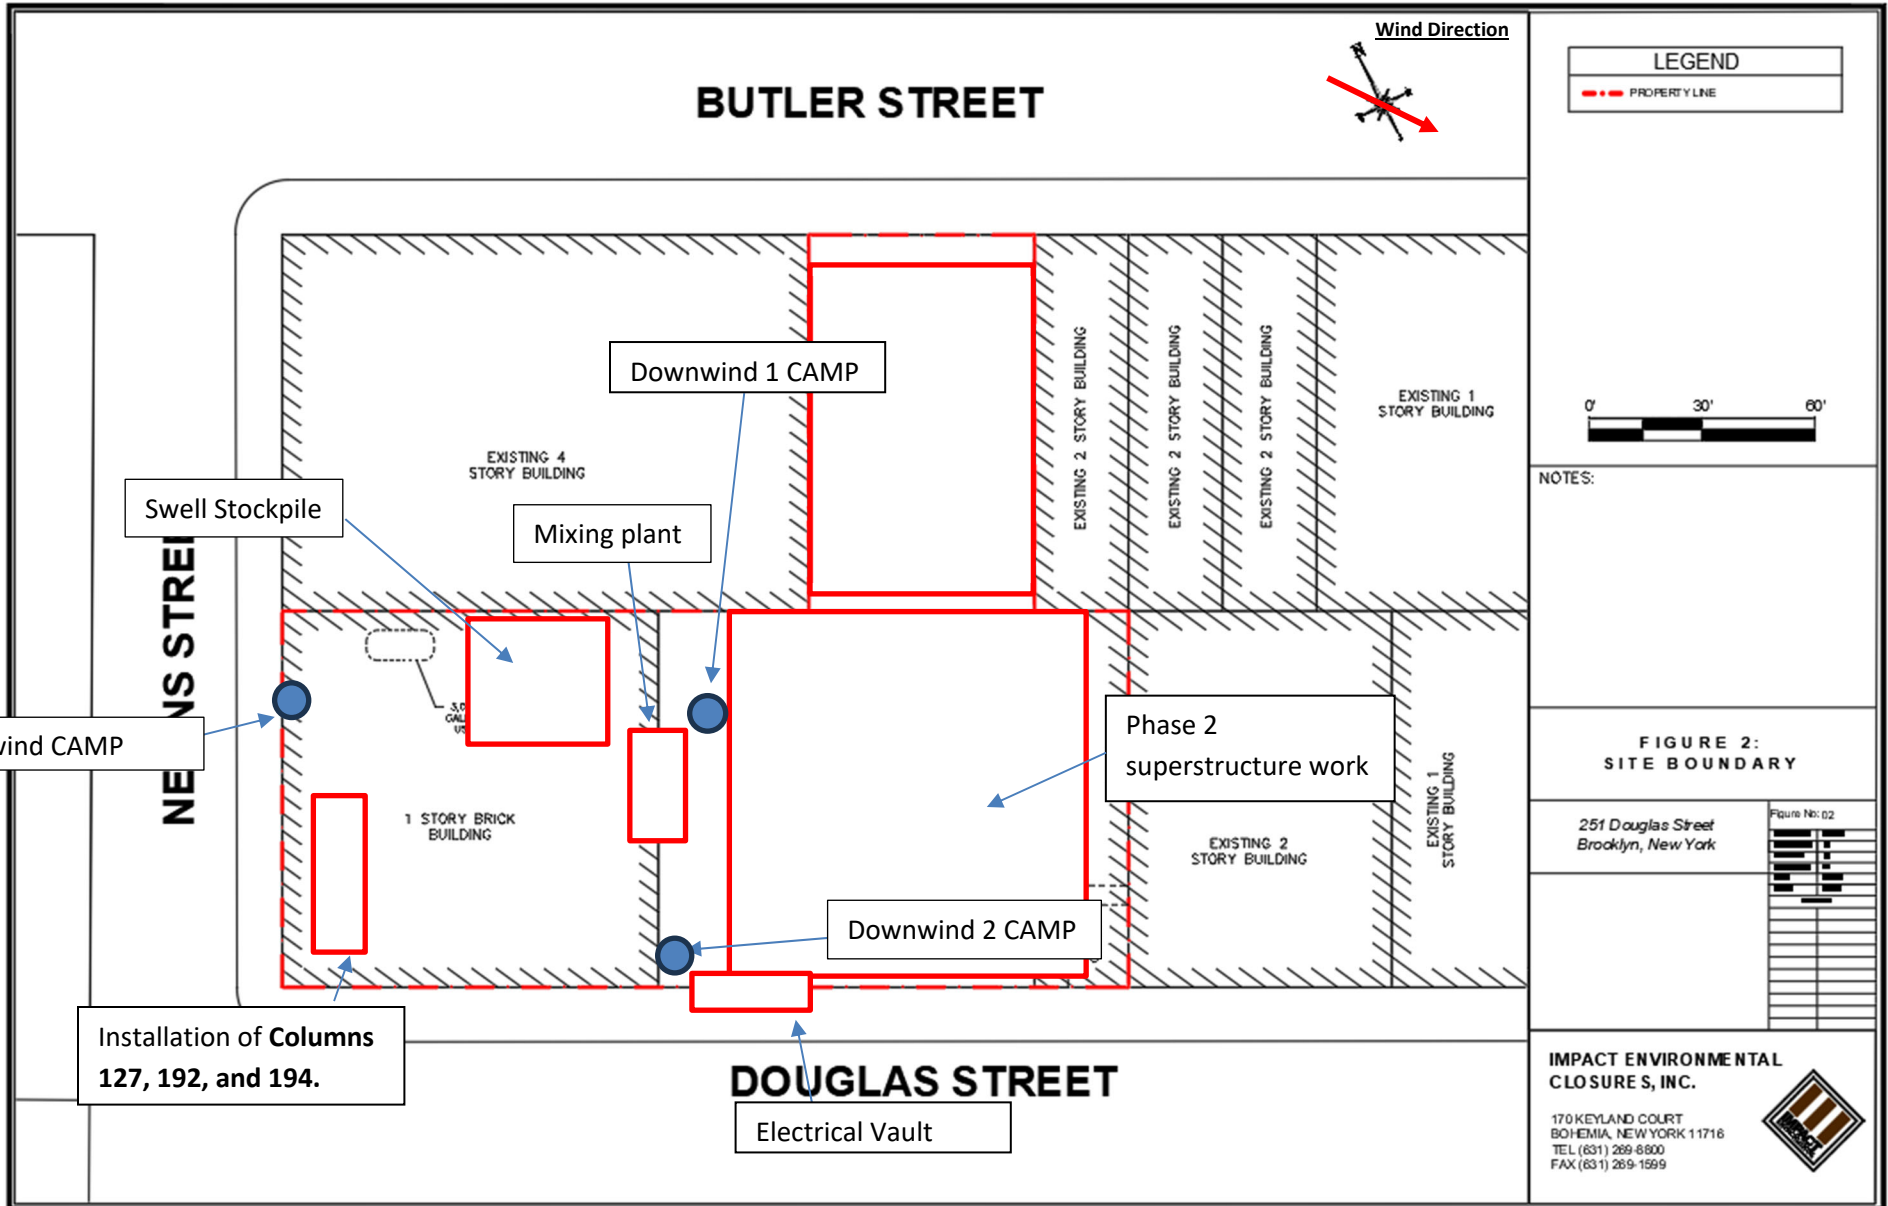 Wind Direction
N
BUTLER STREET
LEGEND
PROPERTY LINE
0' 30' 60'
NOTES:
Downwind 1 CAMP
EXISTING 4
STORY BUILDING
EXISTING 2 STORY BUILDING
EXISTING 2 STORY BUILDING
EXISTING 2 STORY BUILDING
EXISTING 1
STORY BUILDING
Swell Stockpile
Mixing plant
STREET
CAMP
1 STORY BRICK
BUILDING
Phase 2
superstructure work
Downwind 2 CAMP
EXISTING 2
STORY BUILDING
EXISTING 1
STORY BUILDING
Installation of Columns
127, 192, and 194.
DOUGLAS STREET
Electrical Vault
FIGURE 2:
SITE BOUNDARY
251 Douglas Street
Brooklyn, New York
Figure No: 02
IMPACT ENVIRONMENTAL
CLOSURES, INC.
170 KEYLAND COURT
BOHEMIA, NEW YORK 11716
TEL (631) 269-8800
FAX (631) 269-1599
IMPACT